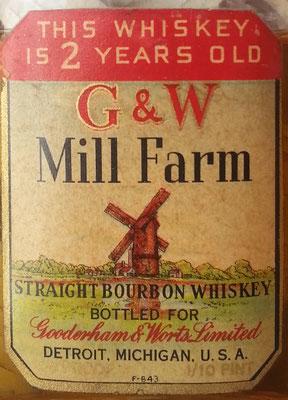 THIS WHISKEY
IS 2 YEARS OLD
G & W
Mill Farm
STRAIGHT BOURBON WHISKEY
BOTTLED FOR
Gooderham & Worts, Limited
DETROIT, MICHIGAN, U. S. A.
1/10 PINT
F-843